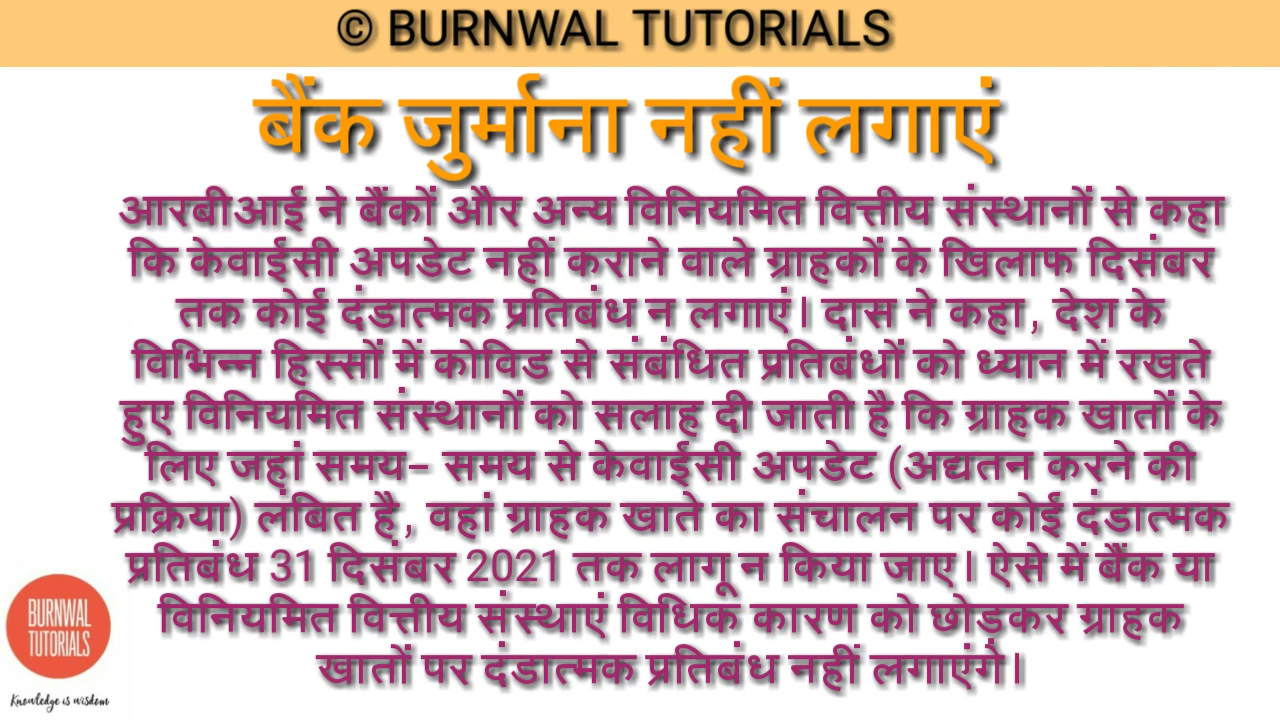 © BURNWAL TUTORIALS
बैंक जुर्माना नहीं लगाएं
आरबीआई ने बैंकों और अन्य विनियमित वित्तीय संस्थानों से कहा
कि केवाईसी अपडेट नहीं कराने वाले ग्राहकों के खिलाफ दिसंबर
तक कोई दंडात्मक प्रतिबंध न लगाएं। दास ने कहा, देश के
विभिन्न हिस्सों में कोविड से संबंधित प्रतिबंधों को ध्यान में रखते
हुए विनियमित संस्थानों को सलाह दी जाती है कि ग्राहक खातों के
लिए जहां समय– समय से केवाईसी अपडेट (अद्यतन करने की
प्रक्रिया) लंबित है, वहां ग्राहक खाते का संचालन पर कोई दंडात्मक
प्रतिबंध 31 दिसंबर 2021 तक लागू न किया जाए। ऐसे में बैंक या
विनियमित वित्तीय संस्थाएं विधिक कारण को छोड़कर ग्राहक
खातों पर दंडात्मक प्रतिबंध नहीं लगाएंगे।
BURNWAL
TUTORIALS
Knowledge is wisdom